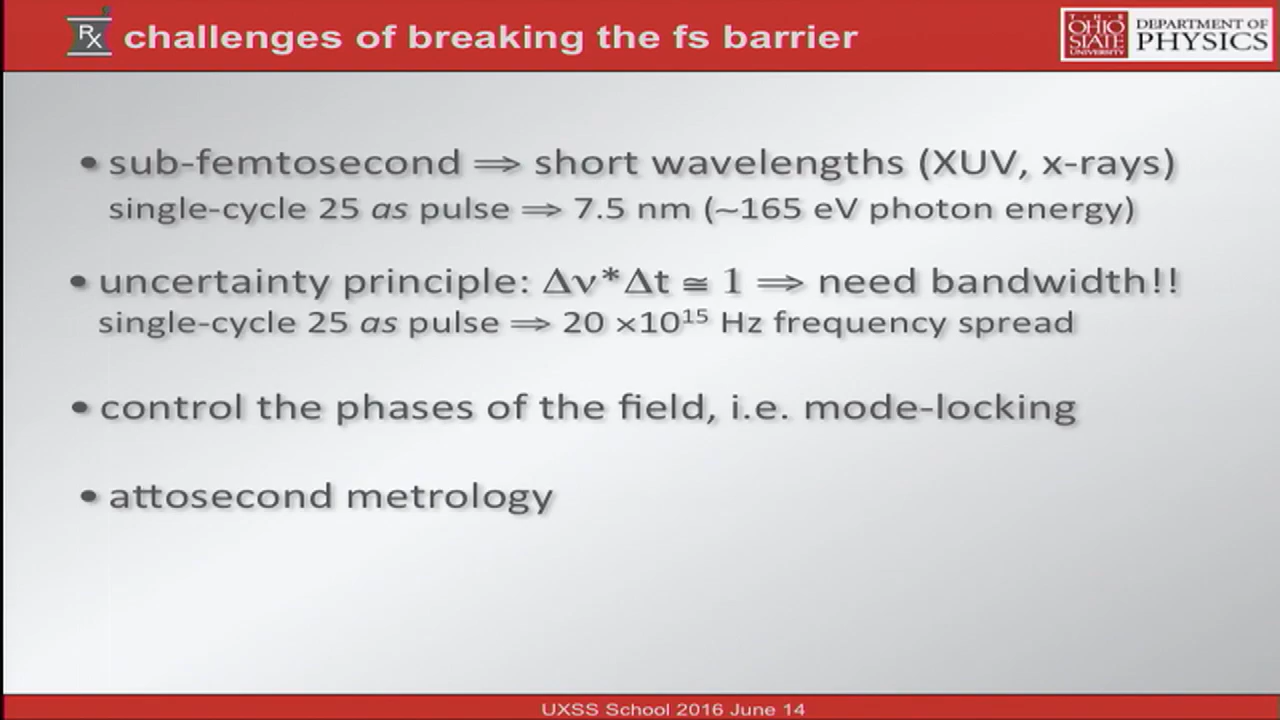 Rx challenges of breaking the fs barrier
THE
OHIO
STATE
UNIVERSITY
DEPARTMENT OF
PHYSICS
• sub-femtosecond ⟹ short wavelengths (XUV, x-rays)
single-cycle 25 as pulse ⟹ 7.5 nm (~165 eV photon energy)
• uncertainty principle: Δν*Δt ≅ 1 ⟹ need bandwidth!!
single-cycle 25 as pulse ⟹ 20 ×10¹⁵ Hz frequency spread
• control the phases of the field, i.e. mode-locking
• attosecond metrology
UXSS School 2016 June 14